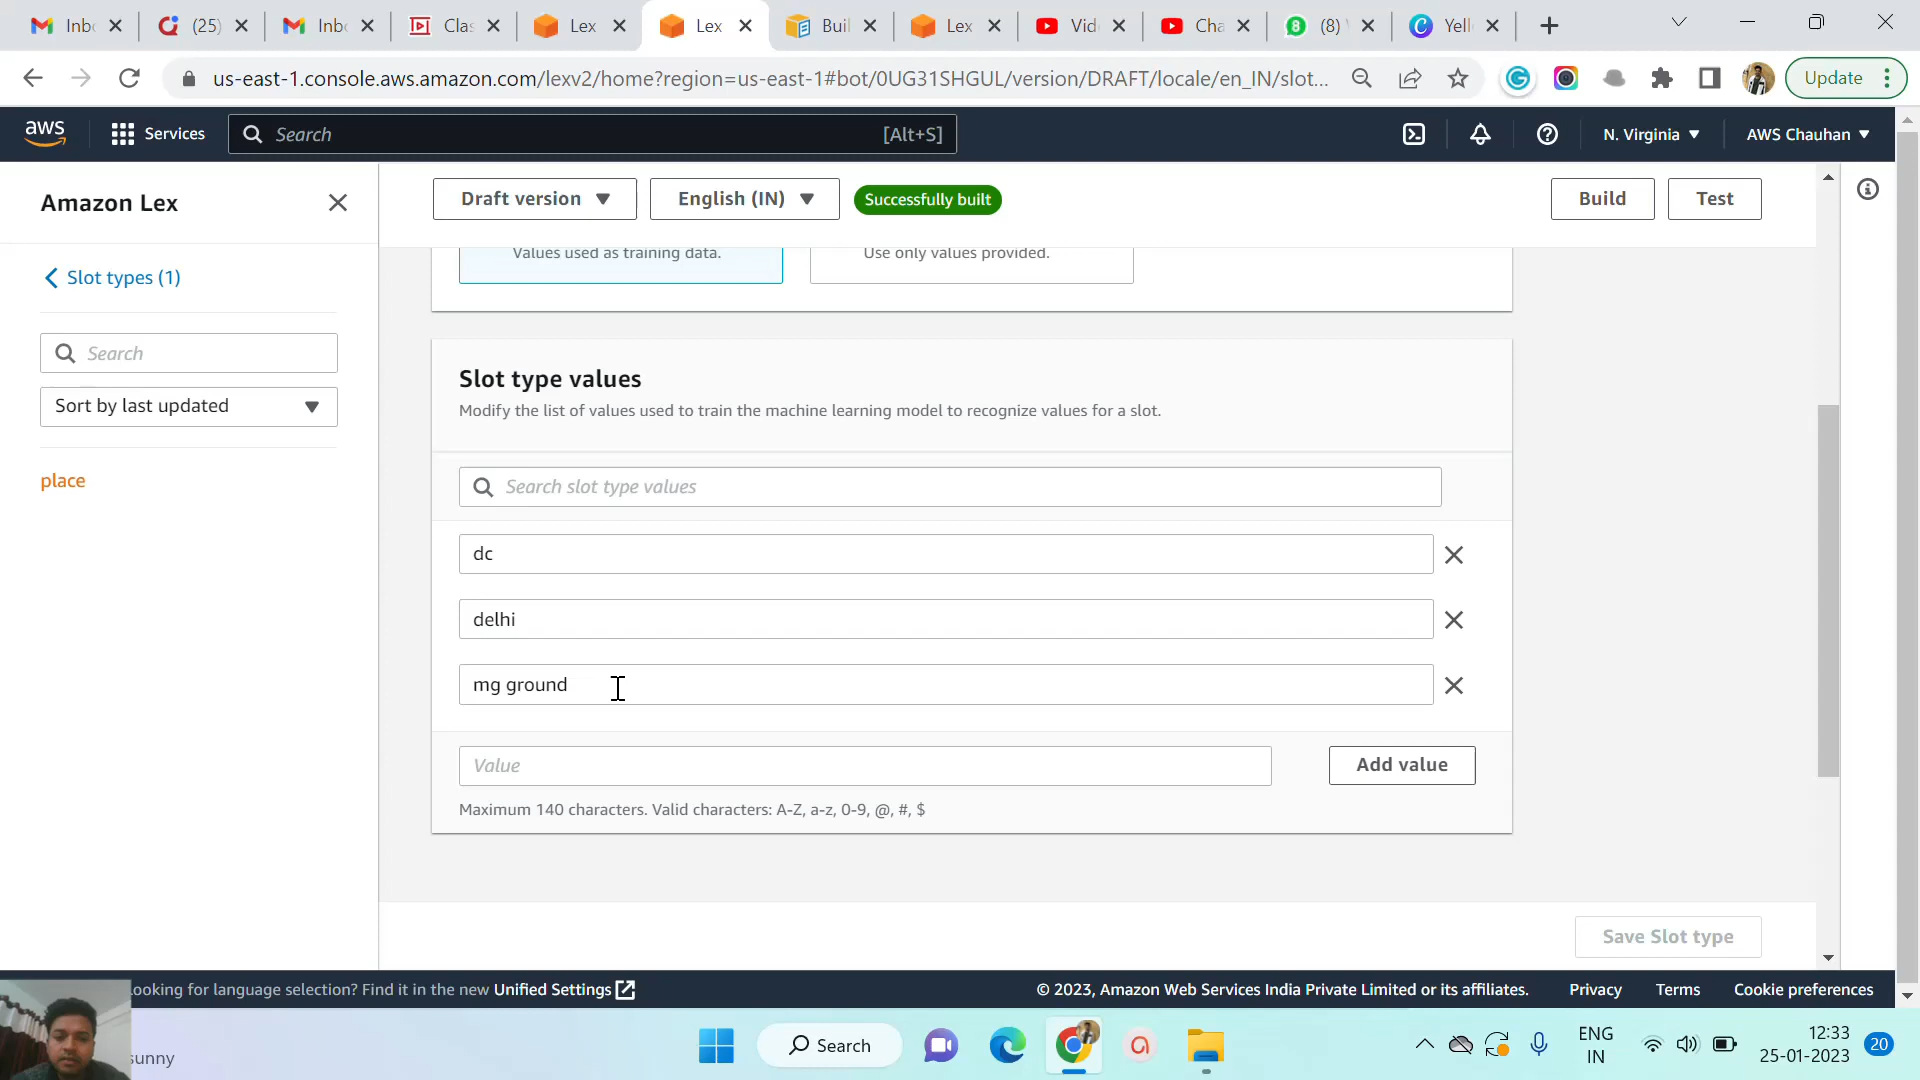 Inb
(25)
Inb
Clas
Lex
Lex
Buil
Lex
Vid
Cha
(8)
Yell
us-east-1.console.aws.amazon.com/lexv2/home?region=us-east-1#bot/0UG31SHGUL/version/DRAFT/locale/en_IN/slot...
Update
aws
Services
Search
[Alt+S]
N. Virginia
AWS Chauhan
Amazon Lex
Draft version
English (IN)
Successfully built
Build
Test
Values used as training data.
Use only values provided.
Slot types (1)
Search
Sort by last updated
place
Slot type values
Modify the list of values used to train the machine learning model to recognize values for a slot.
Search slot type values
dc
delhi
mg ground
Value
Add value
Maximum 140 characters. Valid characters: A-Z, a-z, 0-9, @, #, $
Save Slot type
ooking for language selection? Find it in the new Unified Settings
© 2023, Amazon Web Services India Private Limited or its affiliates.
Privacy
Terms
Cookie preferences
sunny
Search
ENG
IN
12:33
25-01-2023
20